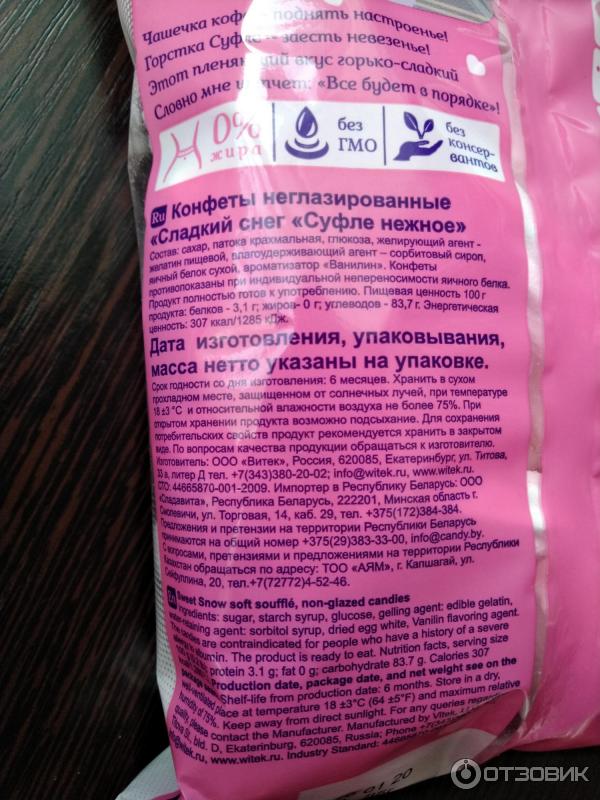 Чашечка кофе поднять настроенье!
Горстка Суфле заесть невезенье!
Этот пленяющий вкус горько-сладкий
Словно мне шепчет: «Все будет в порядке»!
0%
жира
без
ГМО
без
консер-
вантов
Ru Конфеты неглазированные
«Сладкий снег «Суфле нежное»
Состав: сахар, патока крахмальная, глюкоза, желирующий агент -
желатин пищевой, влагоудерживающий агент – сорбитовый сироп,
яичный белок сухой, ароматизатор «Ванилин». Конфеты
противопоказаны при индивидуальной непереносимости яичного белка.
Продукт полностью готов к употреблению. Пищевая ценность 100 г
продукта: белков - 3,1 г; жиров- 0 г; углеводов - 83,7 г. Энергетическая
ценность: 307 ккал/1285 кДж.
Дата изготовления, упаковывания,
масса нетто указаны на упаковке.
Срок годности со дня изготовления: 6 месяцев. Хранить в сухом
прохладном месте, защищенном от солнечных лучей, при температуре
18 ±3 °С и относительной влажности воздуха не более 75%. При
открытом хранении продукта возможно подсыхание. Для сохранения
потребительских свойств продукт рекомендуется хранить в закрытом
виде. По вопросам качества продукции обращаться к изготовителю.
Изготовитель: ООО «Витек», Россия, 620085, Екатеринбург, ул. Титова,
33 в, литер Д тел. +7(343)380-20-02; info@witek.ru, www.witek.ru.
СТО: 44665870-001-2009. Импортер в Республику Беларусь: ООО
«Сладавита», Республика Беларусь, 222201, Минская область г.
Смолевичи, ул. Торговая, 14, каб. 29, тел. +375(172)384-384.
Предложения и претензии на территории Республики Беларусь
принимаются на общий номер +375(29)383-33-00, info@candy.by.
С вопросами, претензиями и предложениями на территории Республики
Казахстан обращаться по адресу: ТОО «АЯМ», г. Капшагай, ул.
Сейфуллина, 20, тел.+7(72772)4-52-46.
En Sweet Snow soft soufflé, non-glazed candies
Ingredients: sugar, starch syrup, glucose, gelling agent: edible gelatin,
water-retaining agent: sorbitol syrup, dried egg white, Vanilin flavoring agent.
The candies are contraindicated for people who have a history of a severe
allergy to albumin. The product is ready to eat. Nutrition facts, serving size
protein 3.1 g; fat 0 g; carbohydrate 83.7 g. Calories 307
Production date, package date, and net weight see on the
package Shelf-life from production date: 6 months. Store in a dry,
well-ventilated place at temperature 18 ±3°C (64 ±5°F) and maximum relative
humidity of 75%. Keep away from direct sunlight. For any queries regarding
quality, please contact the Manufacturer. Manufactured by Vitek,
St., bld. D, Ekaterinburg, 620085, Russia; Phone
www.witek.ru. Industry Standard:
01 20
ОТЗОВИК